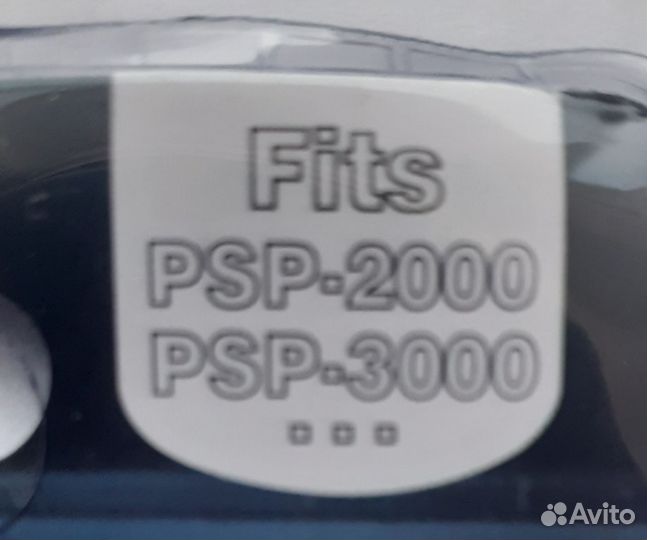 Fits
PSP-2000
PSP-3000
...
Avito